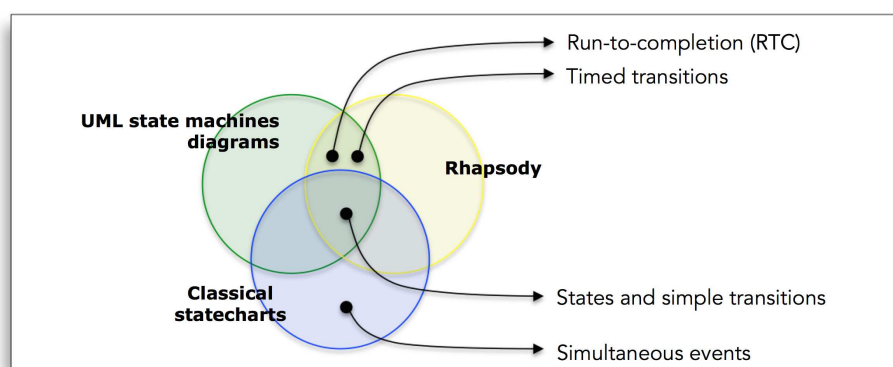 Run-to-completion (RTC)
Timed transitions
UML state machines
diagrams
Rhapsody
Classical
statecharts
States and simple transitions
Simultaneous events